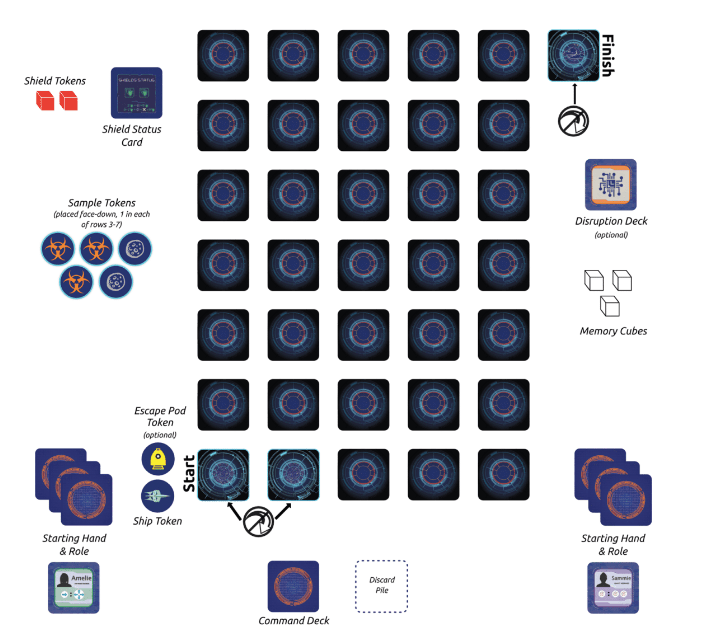 Finish
Shield Tokens
SHIELDS STATUS
Shield Status
Card
Sample Tokens
(placed face-down, 1 in each
of rows 3-7)
Disruption Deck
(optional)
Memory Cubes
Escape Pod
Token
(optional)
Start
Ship Token
Starting Hand
& Role
Starting Hand
& Role
Amelie
Sammie
Command Deck
Discard
Pile